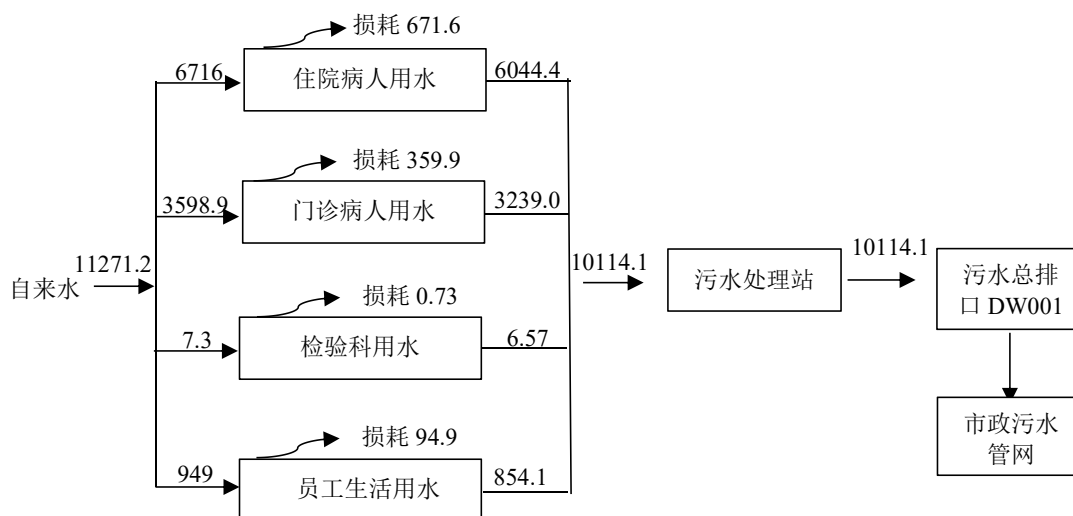 损耗 671.6
6716
住院病人用水
6044.4
损耗 359.9
3598.9
门诊病人用水
3239.0
自来水
11271.2
10114.1
污水处理站
10114.1
污水总排
口 DW001
损耗 0.73
7.3
检验科用水
6.57
市政污水
管网
损耗 94.9
949
员工生活用水
854.1